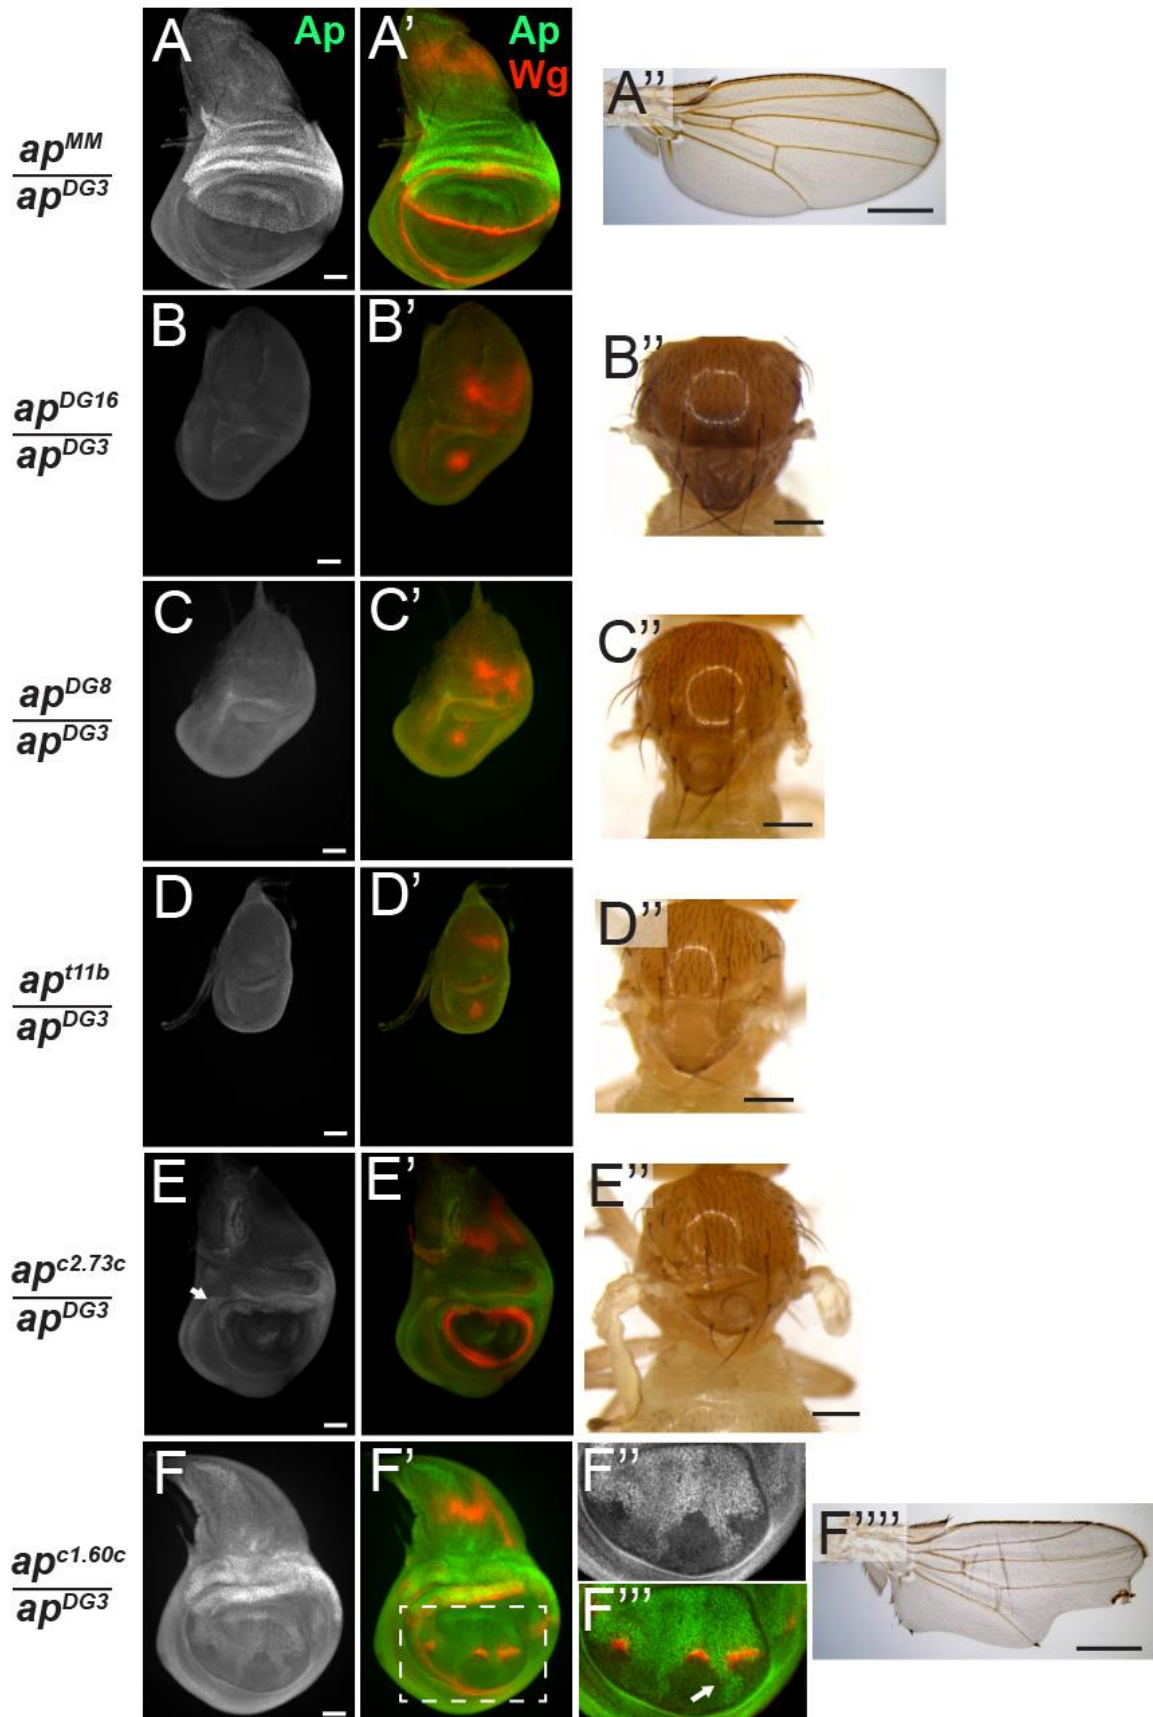 A Ap A’ Ap A’’
Wg
ap^MM
ap^DG3
B B’ B’’
ap^DG16
ap^DG3
C C’ C’’
ap^DG8
ap^DG3
D D’ D’’
ap^t11b
ap^DG3
E E’ E’’
ap^c2.73c
ap^DG3
F F’ F’’
F’’’ F’’’’
ap^c1.60c
ap^DG3